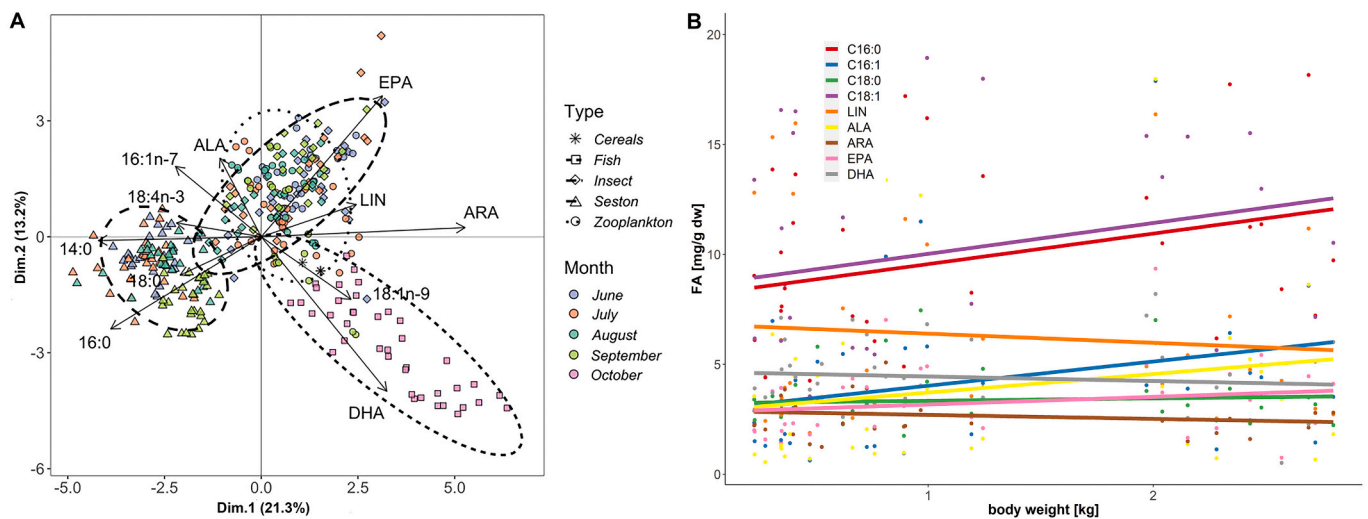 A
Dim.2 (13.2%)
3
0
-3
-6
-5.0
-2.5
0.0
2.5
5.0
Dim.1 (21.3%)
EPA
ALA
16:1n-7
18:4n-3
LIN
ARA
14:0
18:0
18:1n-9
16:0
DHA
Type
Cereals
Fish
Insect
Seston
Zooplankton
Month
June
July
August
September
October
B
FA [mg/g dw]
20
15
10
5
0
1
2
body weight [kg]
C16:0
C16:1
C18:0
C18:1
LIN
ALA
ARA
EPA
DHA